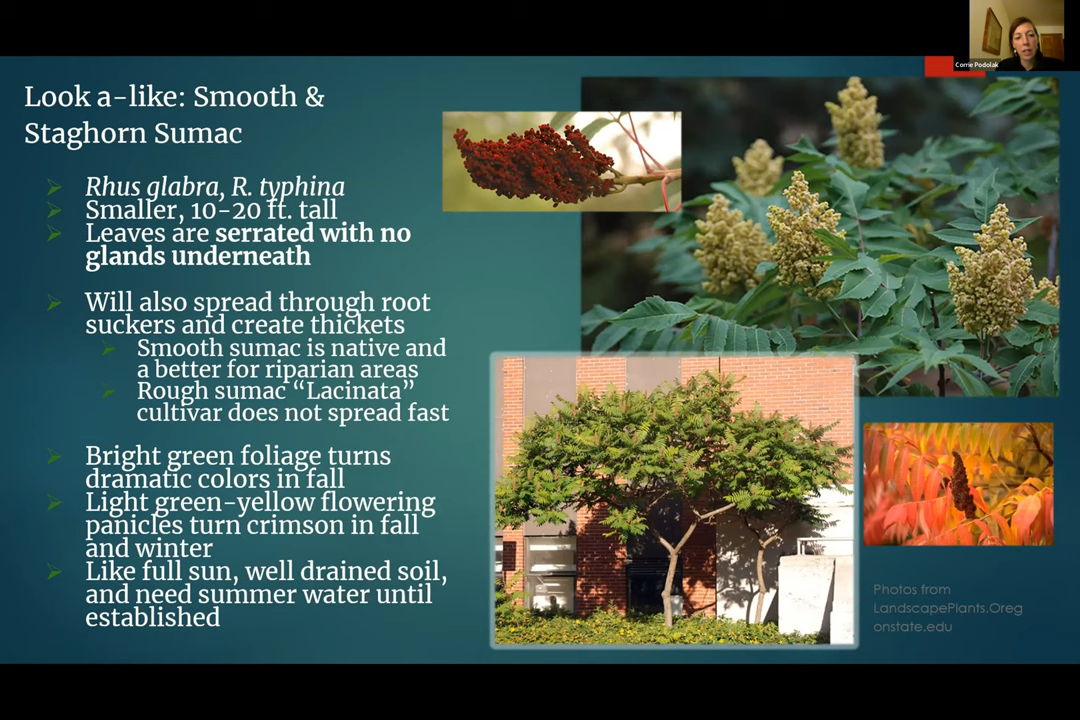 Corrie Podolak
Look a-like: Smooth &
Staghorn Sumac
Rhus glabra, R. typhina
Smaller, 10-20 ft. tall
Leaves are serrated with no
glands underneath
Will also spread through root
suckers and create thickets
Smooth sumac is native and
a better for riparian areas
Rough sumac “Lacinata”
cultivar does not spread fast
Bright green foliage turns
dramatic colors in fall
Light green-yellow flowering
panicles turn crimson in fall
and winter
Like full sun, well drained soil,
and need summer water until
established
Photos from
LandscapePlants.Oreg
onstate.edu